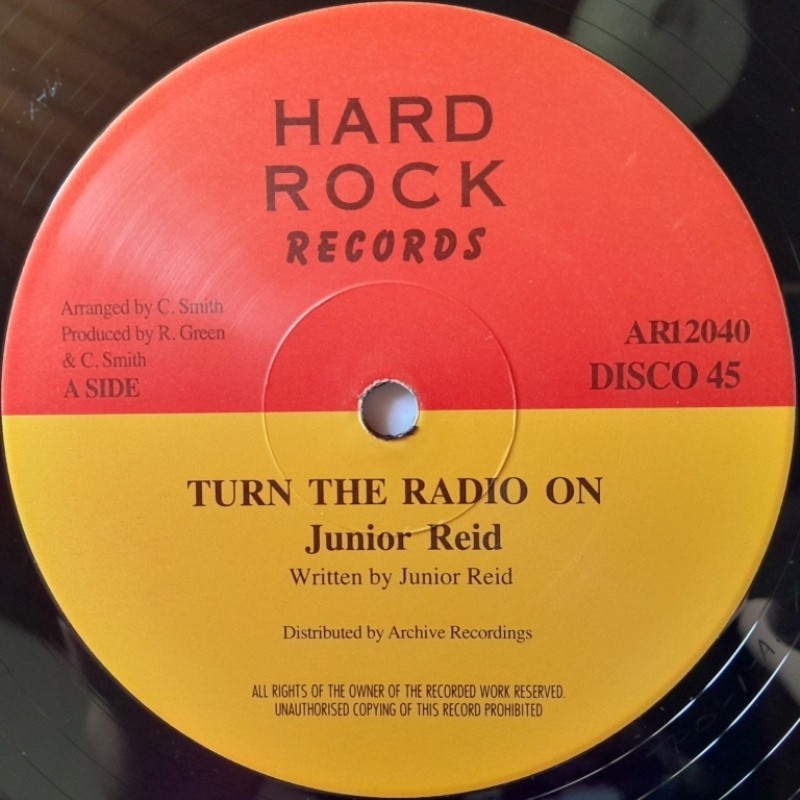 HARD
ROCK
RECORDS
Arranged by C. Smith
Produced by R. Green
& C. Smith
A SIDE
AR12040
DISCO 45
TURN THE RADIO ON
Junior Reid
Written by Junior Reid
Distributed by Archive Recordings
ALL RIGHTS OF THE OWNER OF THE RECORDED WORK RESERVED.
UNAUTHORISED COPYING OF THIS RECORD PROHIBITED